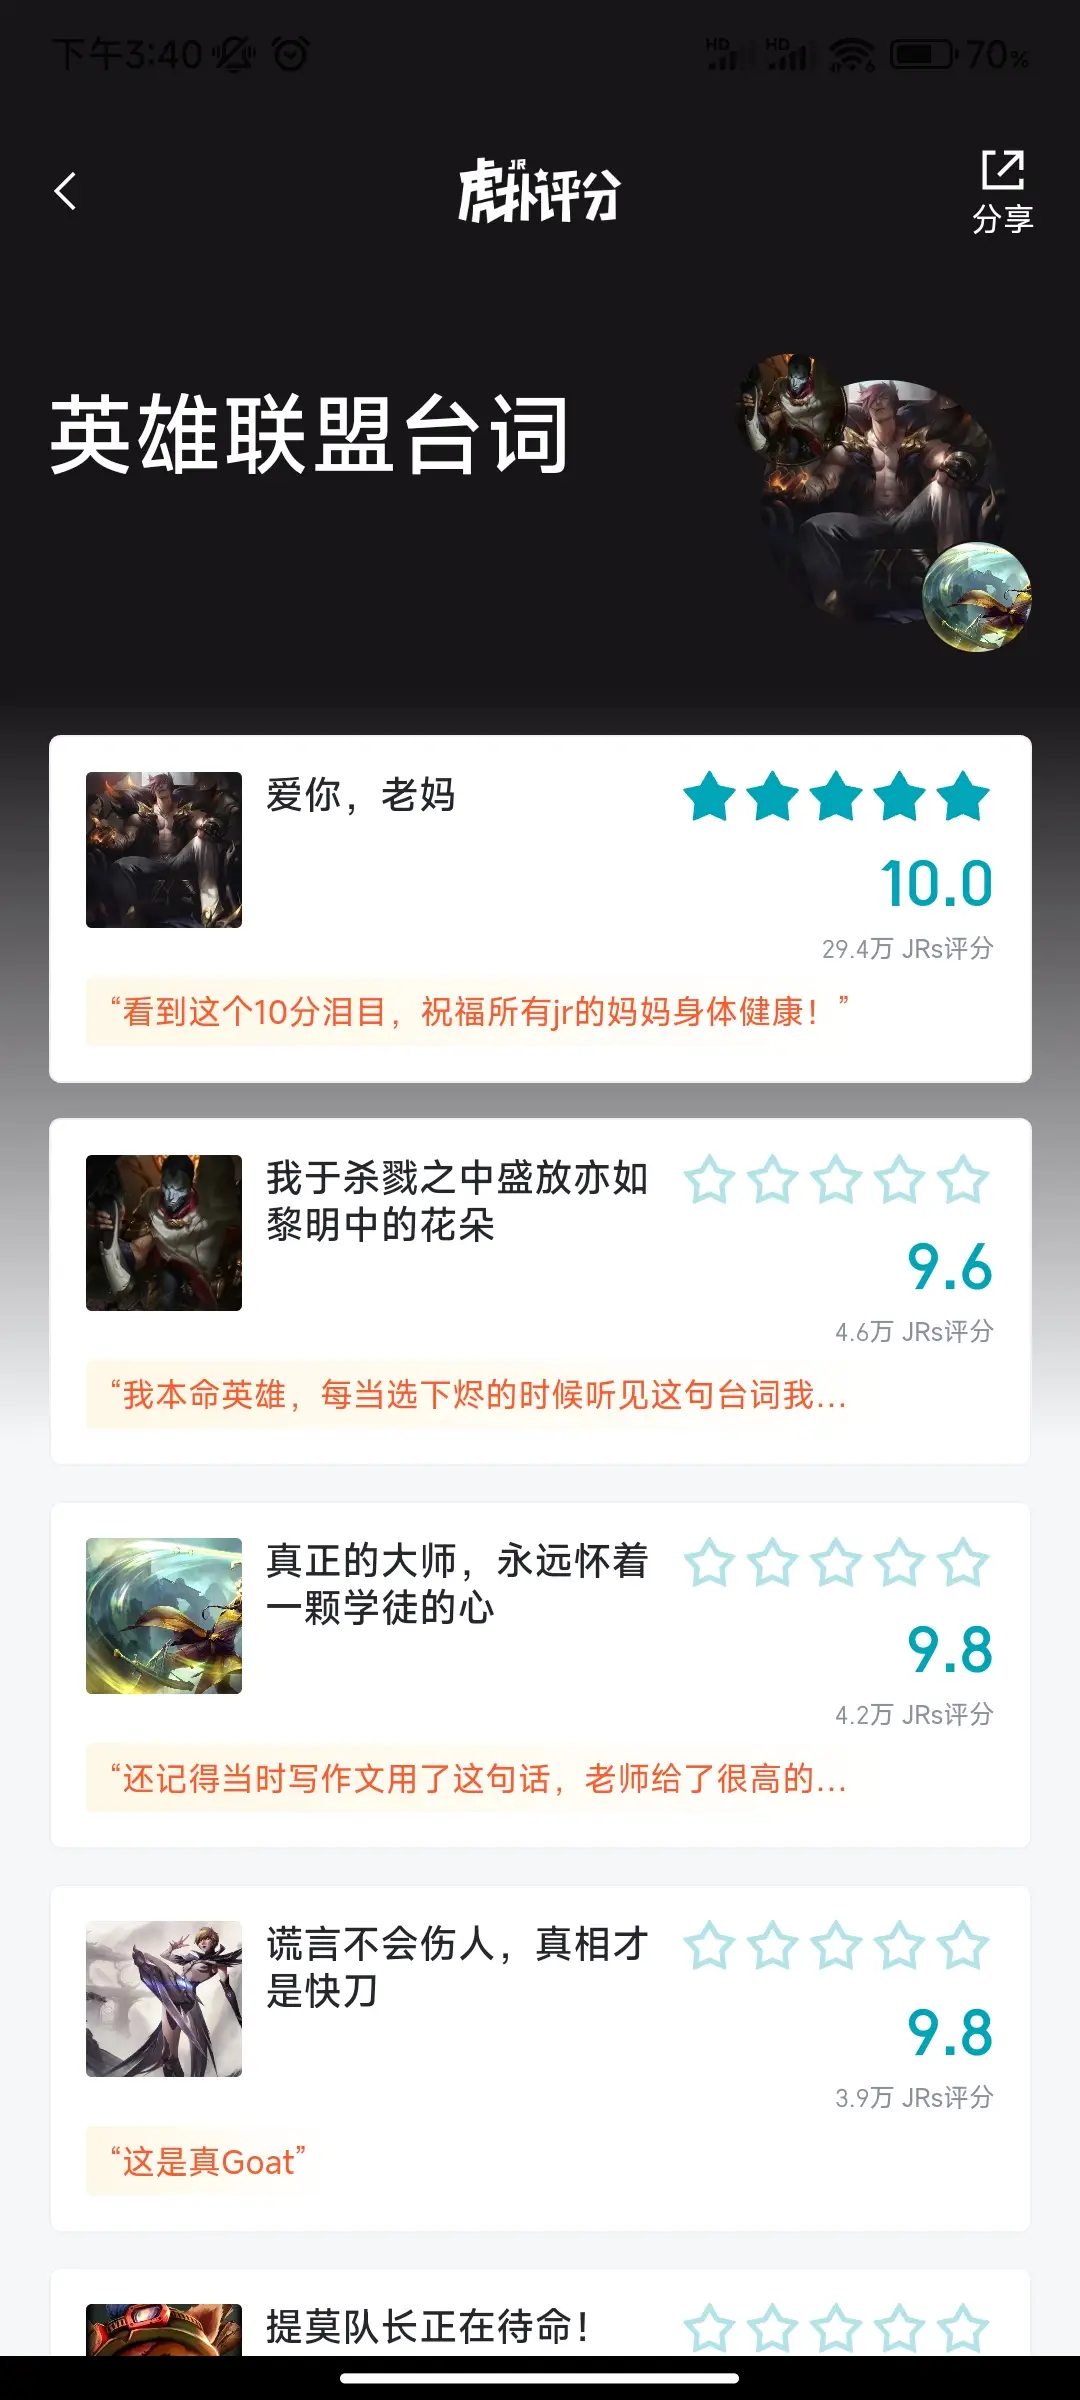 下午3:40
HD HD 6 70%
JR
虎扑评分
分享
英雄联盟台词
爱你，老妈
10.0
29.4万 JRs评分
“看到这个10分泪目，祝福所有jr的妈妈身体健康！”
我于杀戮之中盛放亦如
黎明中的花朵
9.6
4.6万 JRs评分
“我本命英雄，每当选下烬的时候听见这句台词我...
真正的大师，永远怀着
一颗学徒的心
9.8
4.2万 JRs评分
“还记得当时写作文用了这句话，老师给了很高的...
谎言不会伤人，真相才
是快刀
9.8
3.9万 JRs评分
“这是真Goat”
提莫队长正在待命！